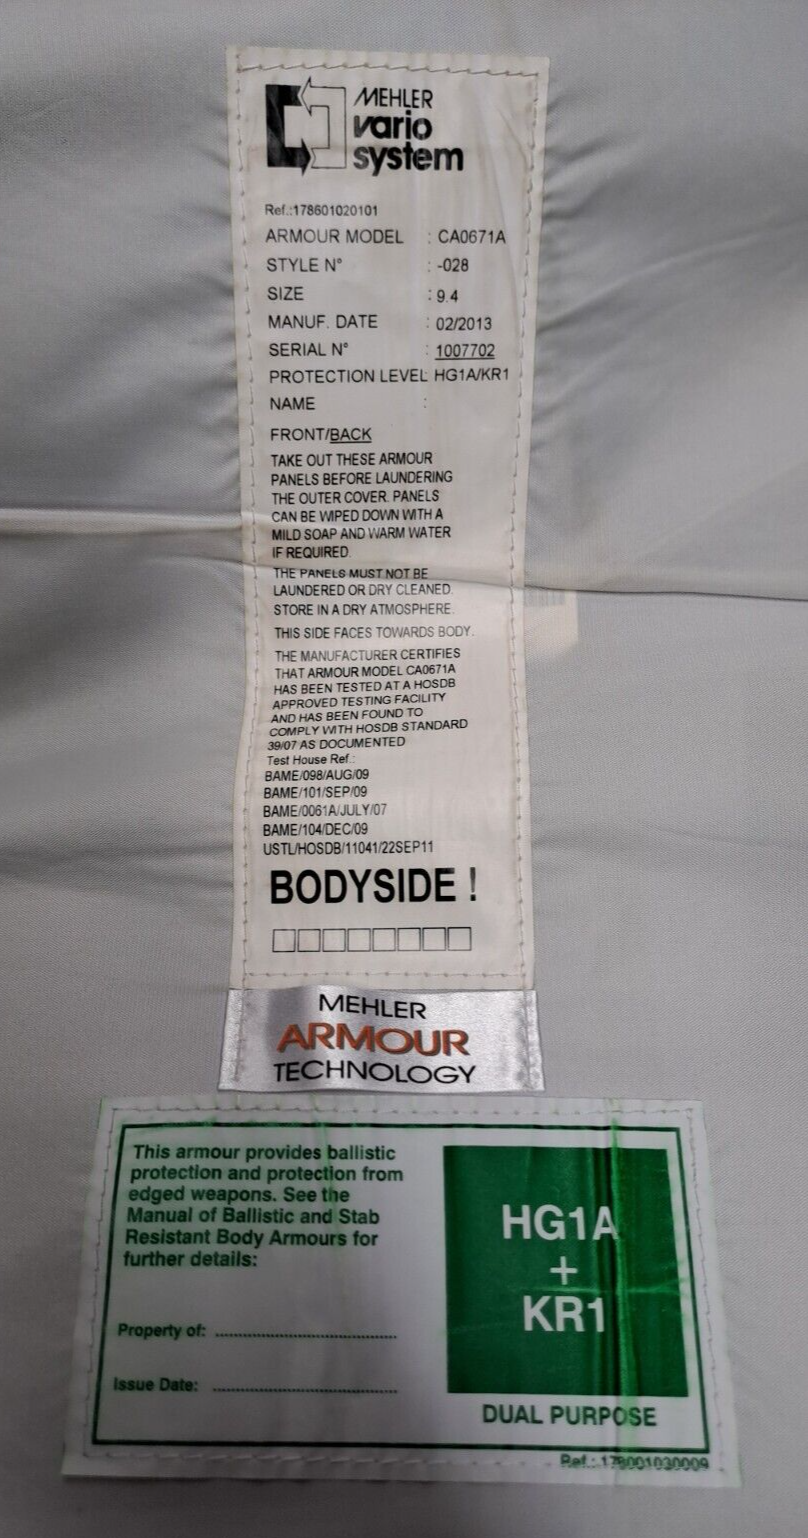 MEHLER
vario
system
Ref.:178601020101
ARMOUR MODEL : CA0671A
STYLE N° : -028
SIZE : 9.4
MANUF. DATE : 02/2013
SERIAL N° : 1007702
PROTECTION LEVEL: HG1A/KR1
NAME :
FRONT/BACK
TAKE OUT THESE ARMOUR
PANELS BEFORE LAUNDERING
THE OUTER COVER. PANELS
CAN BE WIPED DOWN WITH A
MILD SOAP AND WARM WATER
IF REQUIRED.
THE PANELS MUST NOT BE
LAUNDERED OR DRY CLEANED.
STORE IN A DRY ATMOSPHERE.
THIS SIDE FACES TOWARDS BODY.
THE MANUFACTURER CERTIFIES
THAT ARMOUR MODEL CA0671A
HAS BEEN TESTED AT A HOSDB
APPROVED TESTING FACILITY
AND HAS BEEN FOUND TO
COMPLY WITH HOSDB STANDARD
39/07 AS DOCUMENTED
Test House Ref.:
BAME/098/AUG/09
BAME/101/SEP/09
BAME/0061A/JULY/07
BAME/104/DEC/09
USTL/HOSDB/11041/22SEP11
BODYSIDE !
MEHLER
ARMOUR
TECHNOLOGY
This armour provides ballistic
protection and protection from
edged weapons. See the
Manual of Ballistic and Stab
Resistant Body Armours for
further details:
Property of: ..............................
Issue Date: ..............................
HG1A
+
KR1
DUAL PURPOSE
Ref.: 178001030009